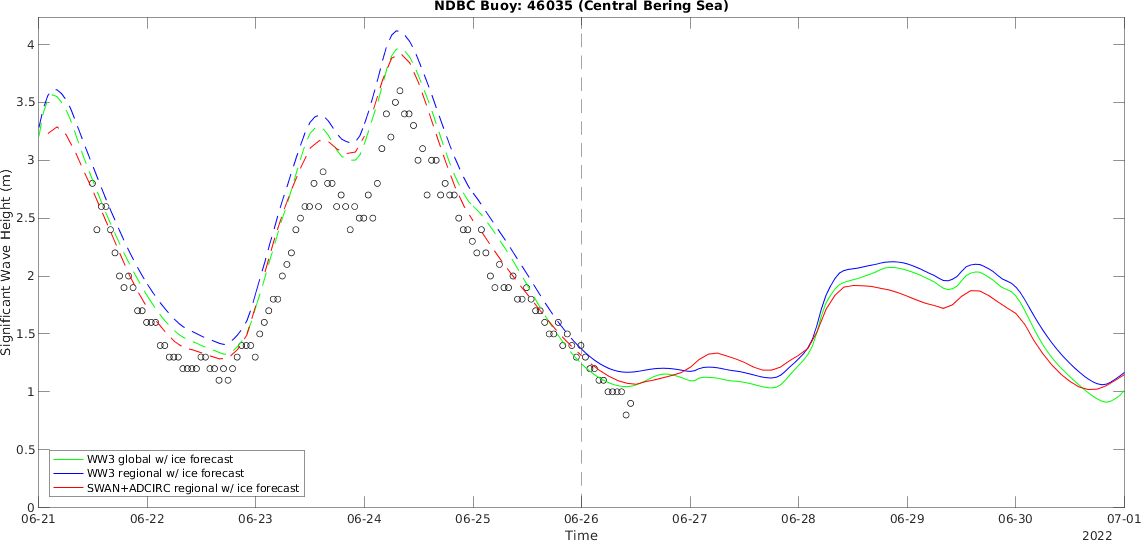 NDBC Buoy: 46035 (Central Bering Sea)
4
3.5
3
2.5
2
1.5
1
0.5
0
Significant Wave Height (m)
WW3 global w/ ice forecast
WW3 regional w/ ice forecast
SWAN+ADCIRC regional w/ ice forecast
06-21 06-22 06-23 06-24 06-25 06-26 06-27 06-28 06-29 06-30 07-01
Time 2022